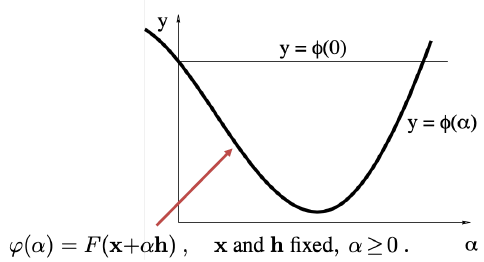 y
y = ϕ(0)
y = ϕ(α)
φ(α) = F(x+αh) , x and h fixed, α ≥ 0 .
α